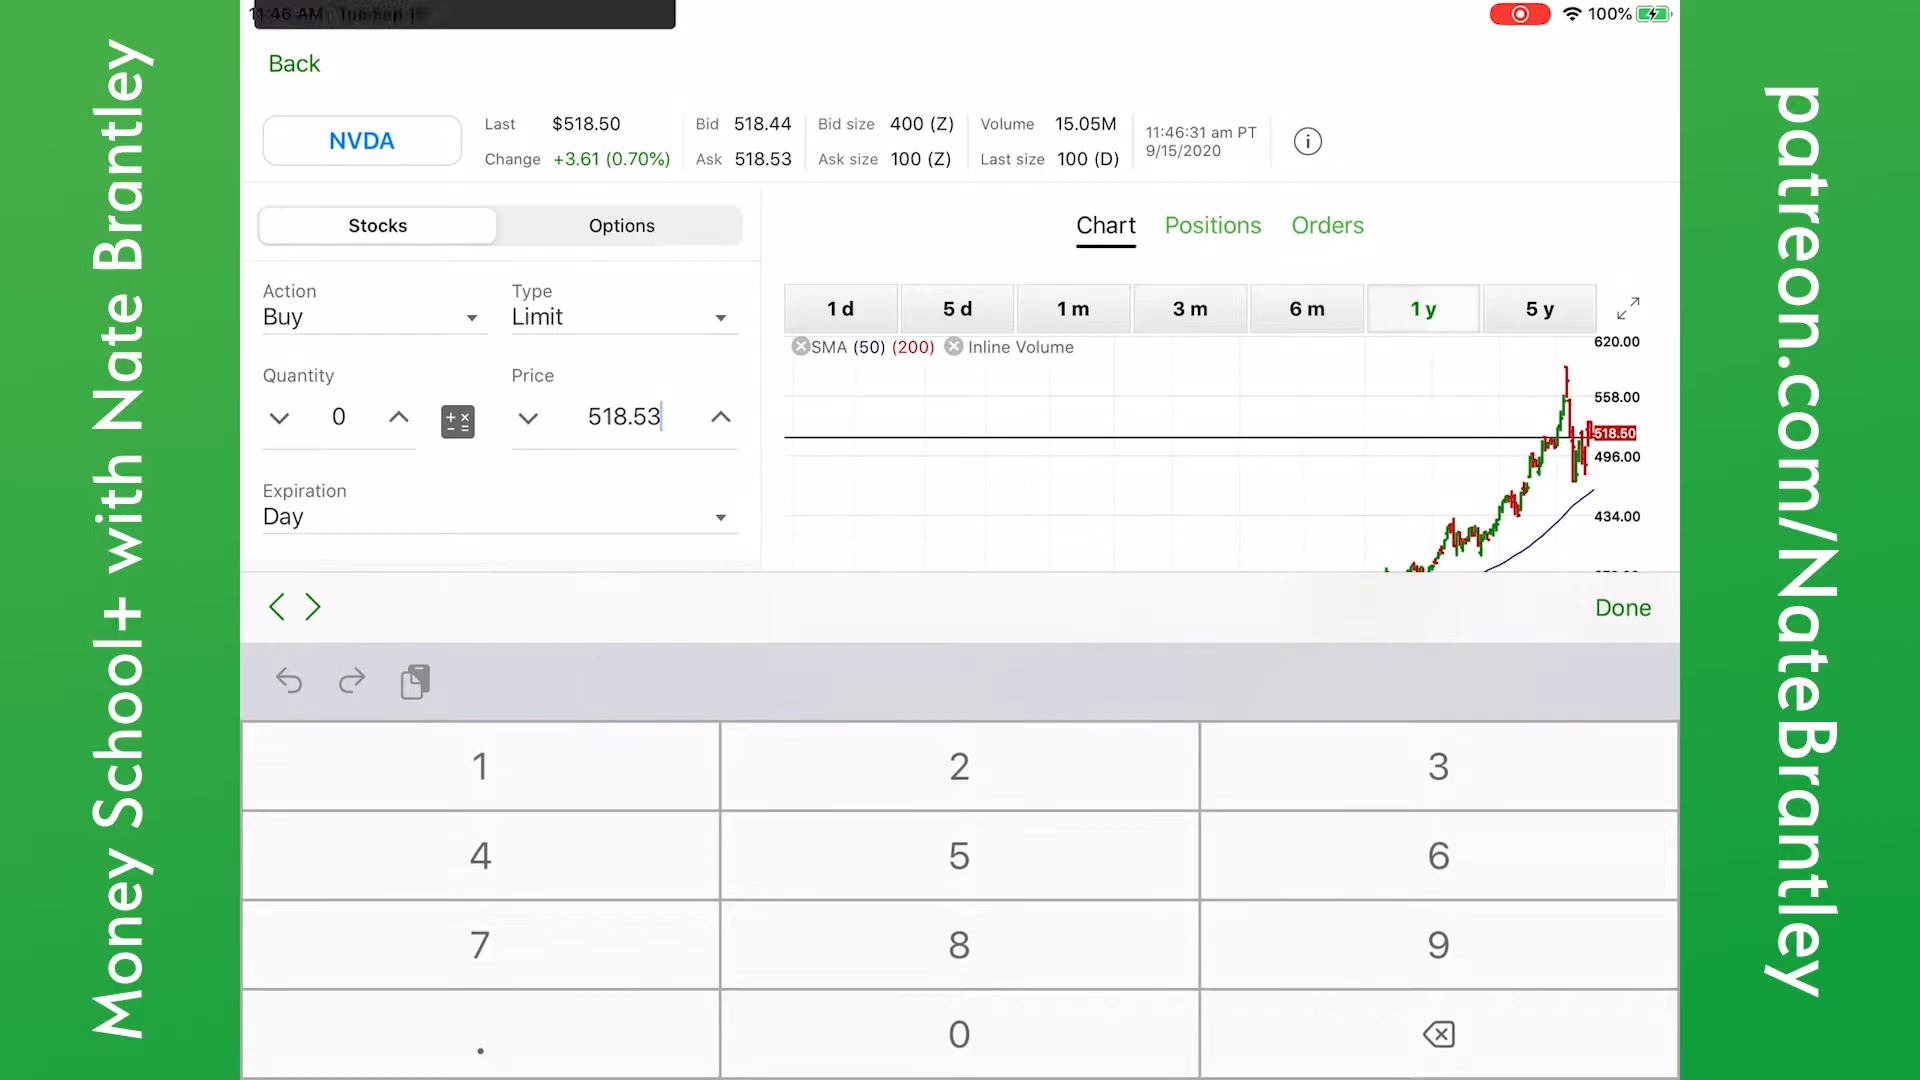 Money School+ with Nate Brantley
100%
Back
NVDA
Last $518.50
Change +3.61 (0.70%)
Bid 518.44
Ask 518.53
Bid size 400 (Z)
Ask size 100 (Z)
Volume 15.05M
Last size 100 (D)
11:46:31 am PT
9/15/2020
Stocks Options
Action
Buy
Type
Limit
Quantity
0
Price
518.53
Expiration
Day
Chart Positions Orders
1 d 5 d 1 m 3 m 6 m 1 y 5 y
SMA (50) (200) Inline Volume
620.00
558.00
518.50
496.00
434.00
Done
1 2 3
4 5 6
7 8 9
. 0
patreon.com/NateBrantley